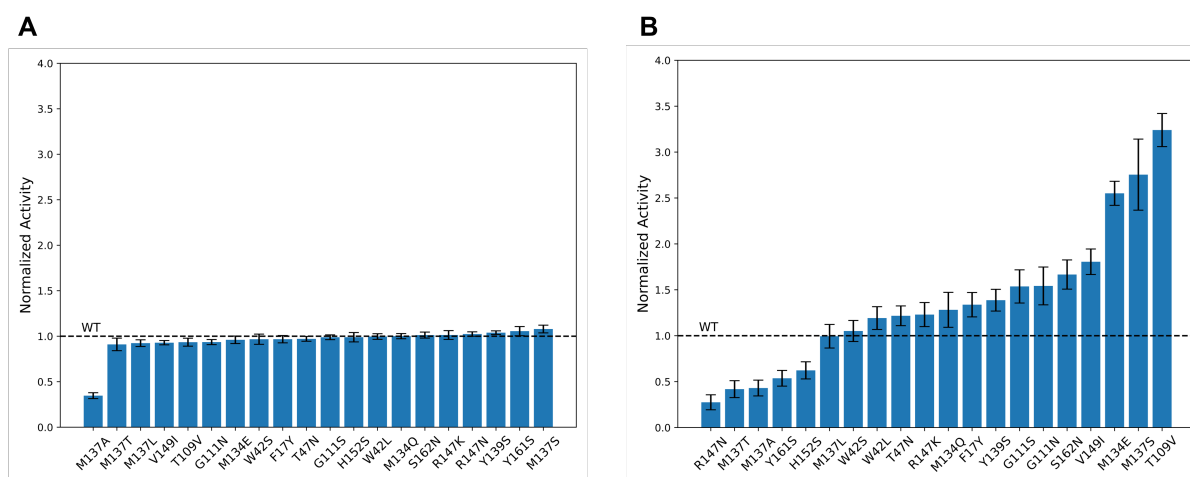 A
4.0
3.5
3.0
2.5
2.0
1.5
1.0
0.5
0.0
Normalized Activity
WT
M137A
M137T
M137L
V149I
T109V
G111N
M134E
W42S
F17Y
T47N
G111S
H152S
W42L
M134Q
S162N
R147K
R147N
Y139S
Y161S
M137S
B
4.0
3.5
3.0
2.5
2.0
1.5
1.0
0.5
0.0
Normalized Activity
WT
R147N
M137T
M137A
Y161S
H152S
M137L
W42S
W42L
T47N
R147K
M134Q
F17Y
Y139S
G111S
G111N
S162N
V149I
M134E
M137S
T109V